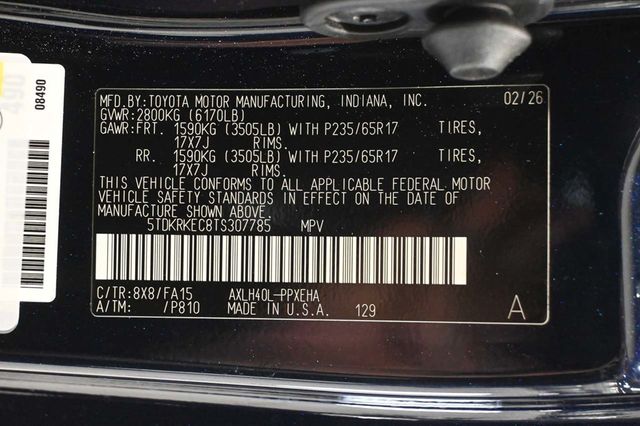 MFD.BY:TOYOTA MOTOR MANUFACTURING, INDIANA, INC. 02/26
GVWR:2800KG (6170LB)
GAWR:FRT. 1590KG (3505LB) WITH P235/65R17 TIRES,
17X7J RIMS.
RR. 1590KG (3505LB) WITH P235/65R17 TIRES,
17X7J RIMS.
THIS VEHICLE CONFORMS TO ALL APPLICABLE FEDERAL MOTOR
VEHICLE SAFETY STANDARDS IN EFFECT ON THE DATE OF
MANUFACTURE SHOWN ABOVE.
5TDKRKEC8TS307785 MPV
C/TR:8X8/FA15 AXLH40L-PPXEHA
A/TM: /P810 MADE IN U.S.A. 129 A
08490